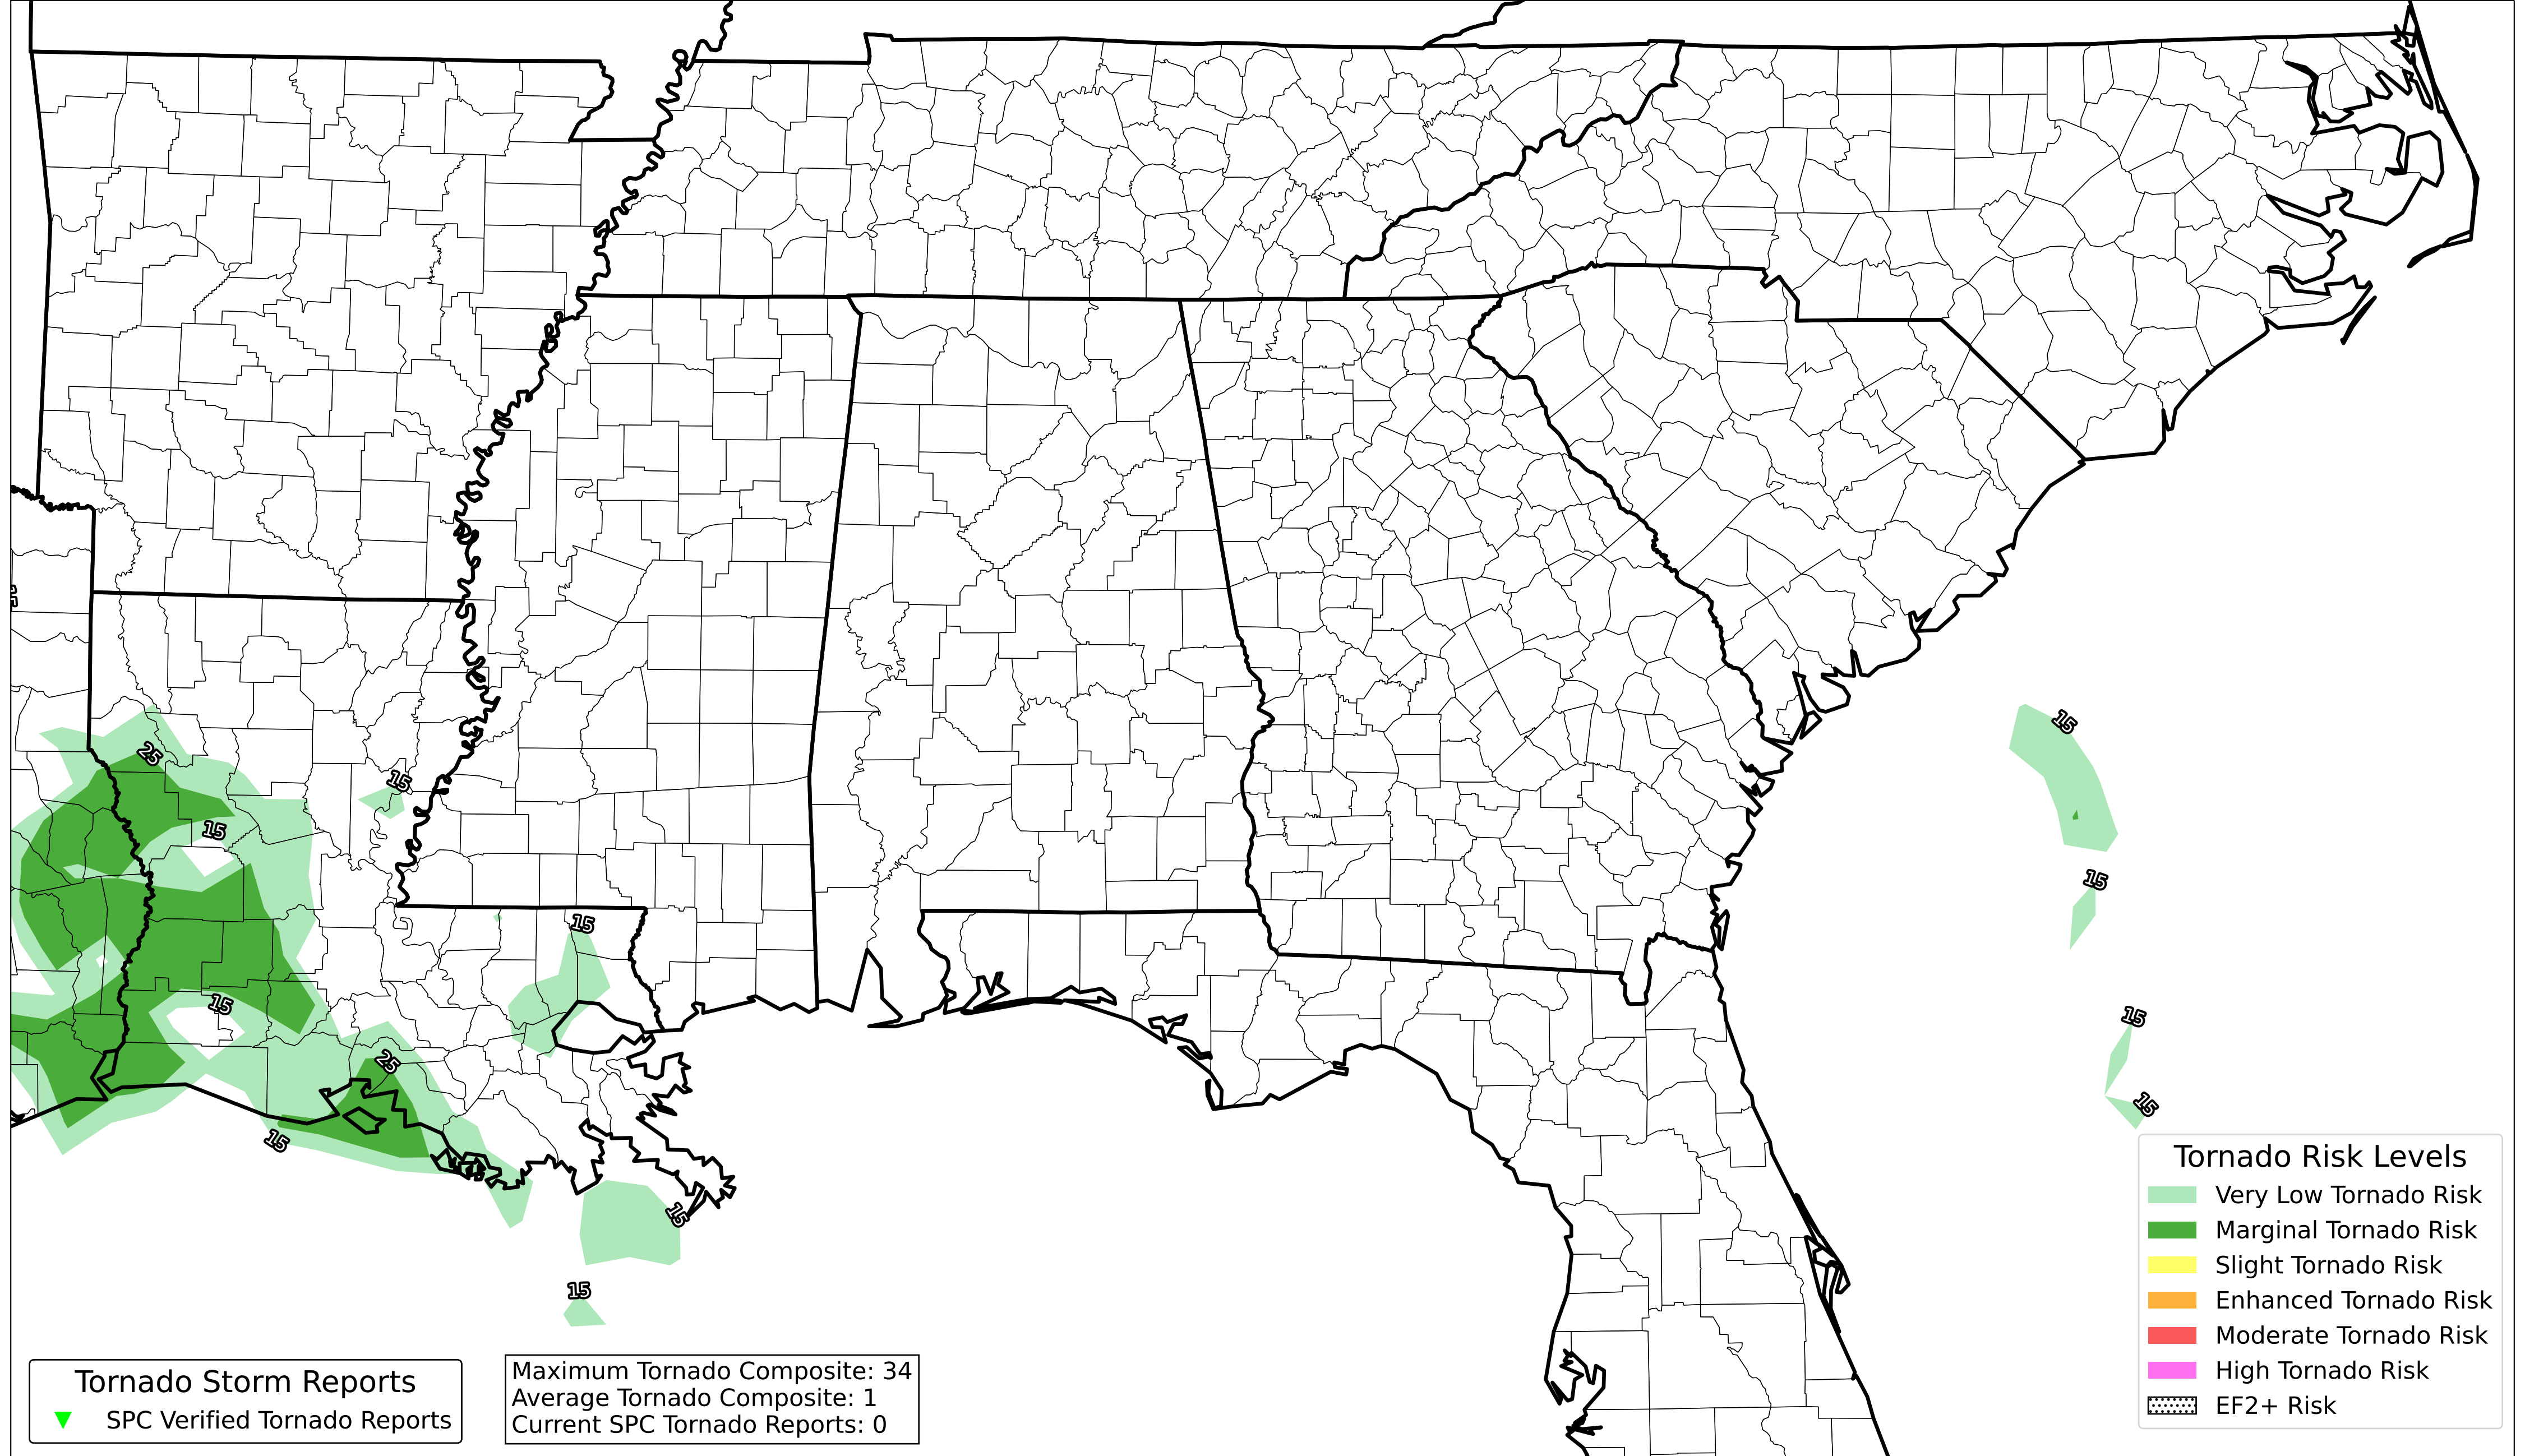 15
25
15
15
15
15
15
25
15
15
15
15
15
Tornado Risk Levels
Very Low Tornado Risk
Marginal Tornado Risk
Slight Tornado Risk
Enhanced Tornado Risk
Moderate Tornado Risk
High Tornado Risk
EF2+ Risk
Tornado Storm Reports
SPC Verified Tornado Reports
Maximum Tornado Composite: 34
Average Tornado Composite: 1
Current SPC Tornado Reports: 0